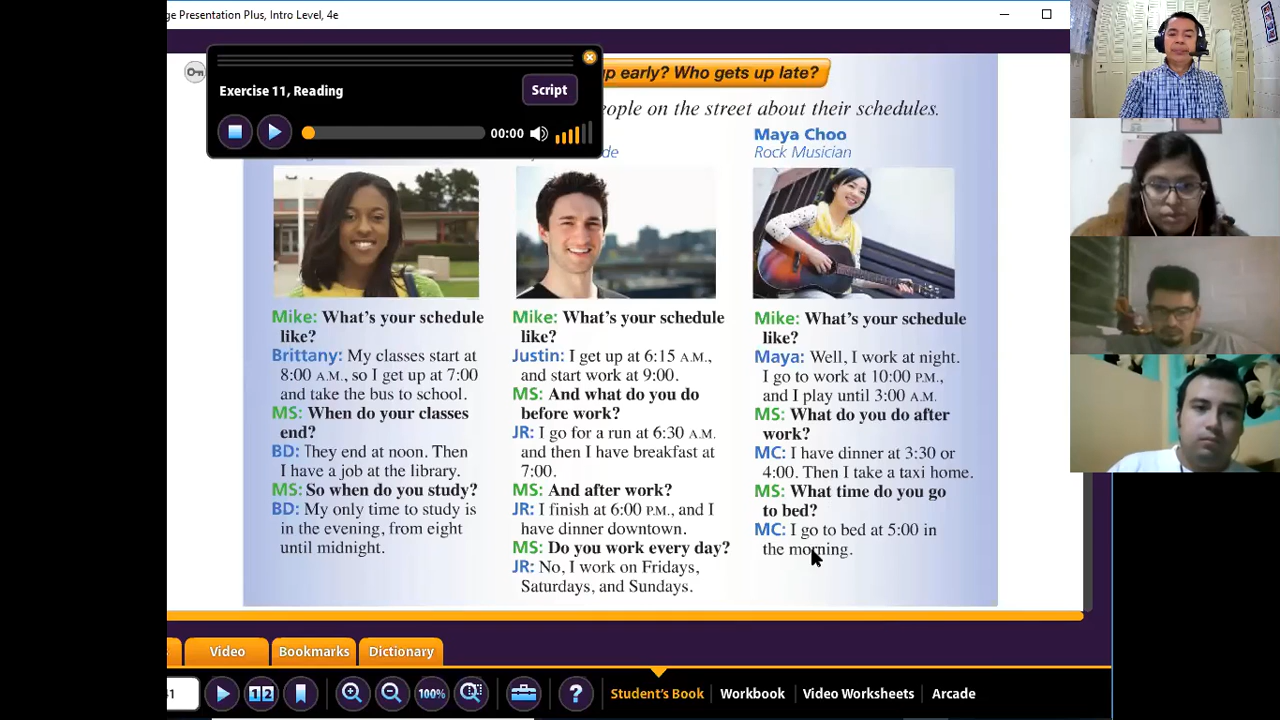 ge Presentation Plus, Intro Level, 4e
Exercise 11, Reading
Script
00:00
up early? Who gets up late?
eople on the street about their schedules.
de
Maya Choo
Rock Musician
Mike: What's your schedule
like?
Brittany: My classes start at
8:00 A.M., so I get up at 7:00
and take the bus to school.
MS: When do your classes
end?
BD: They end at noon. Then
I have a job at the library.
MS: So when do you study?
BD: My only time to study is
in the evening, from eight
until midnight.
Mike: What's your schedule
like?
Justin: I get up at 6:15 A.M.,
and start work at 9:00.
MS: And what do you do
before work?
JR: I go for a run at 6:30 A.M.
and then I have breakfast at
7:00.
MS: And after work?
JR: I finish at 6:00 P.M., and I
have dinner downtown.
MS: Do you work every day?
JR: No, I work on Fridays,
Saturdays, and Sundays.
Mike: What's your schedule
like?
Maya: Well, I work at night.
I go to work at 10:00 P.M.,
and I play until 3:00 A.M.
MS: What do you do after
work?
MC: I have dinner at 3:30 or
4:00. Then I take a taxi home.
MS: What time do you go
to bed?
MC: I go to bed at 5:00 in
the morning.
Video
Bookmarks
Dictionary
1 2
100%
?
Student's Book
Workbook
Video Worksheets
Arcade